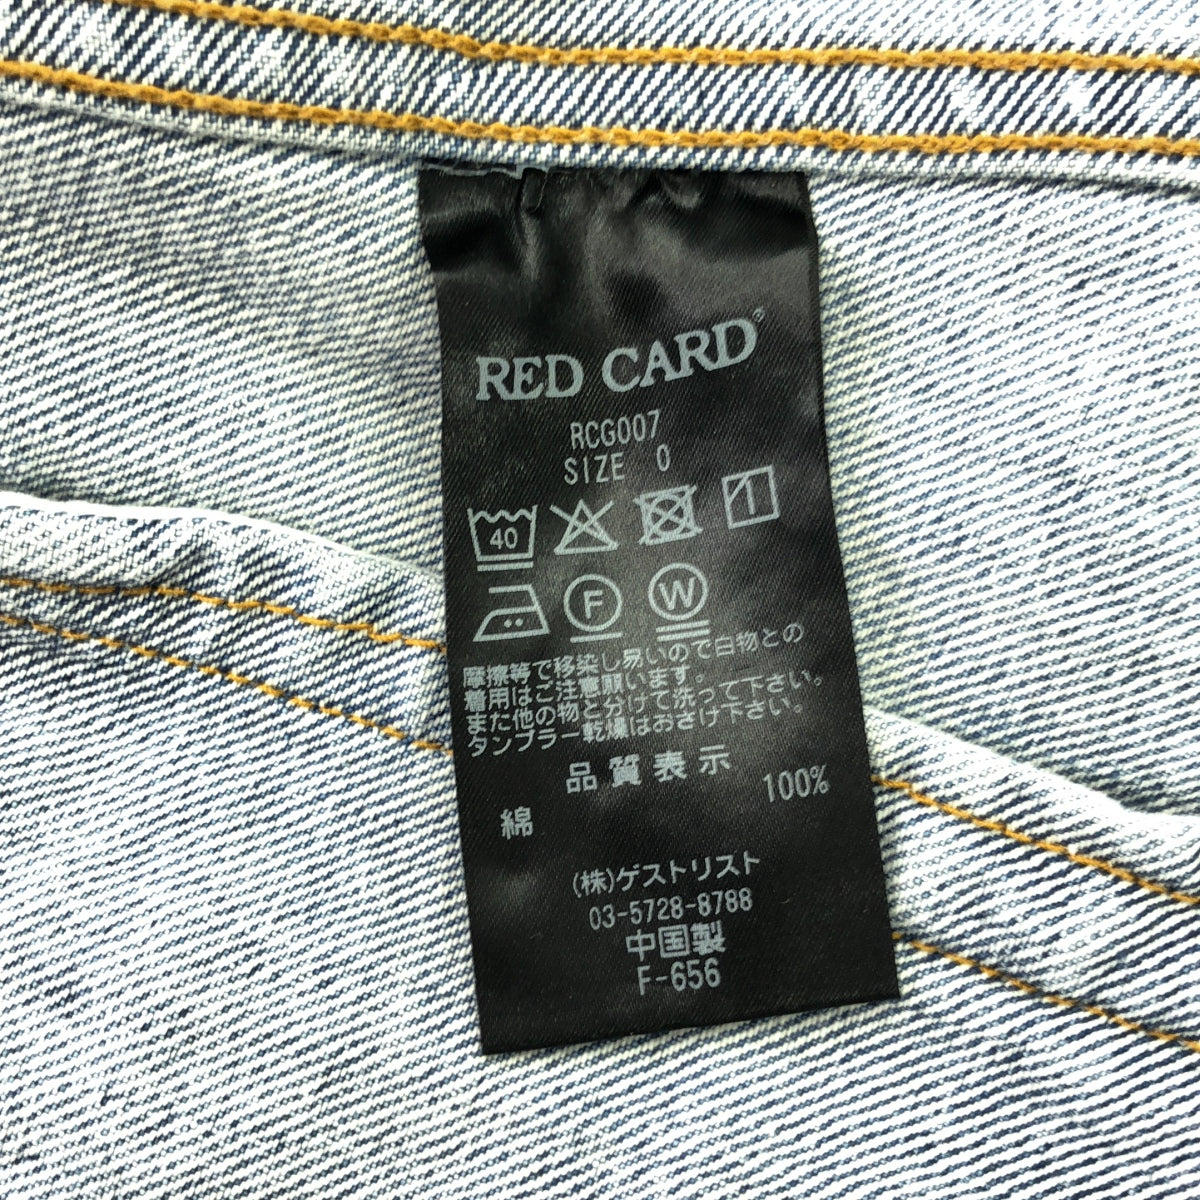 RED CARD®
RCG007
SIZE 0
40
F W
摩擦等で移染し易いので白物との
着用はご注意願います。
また他の物と分けて洗って下さい。
タンブラー乾燥はおさけ下さい。
品質表示
綿 100%
(株)ゲストリスト
03-5728-8788
中国製
F-656